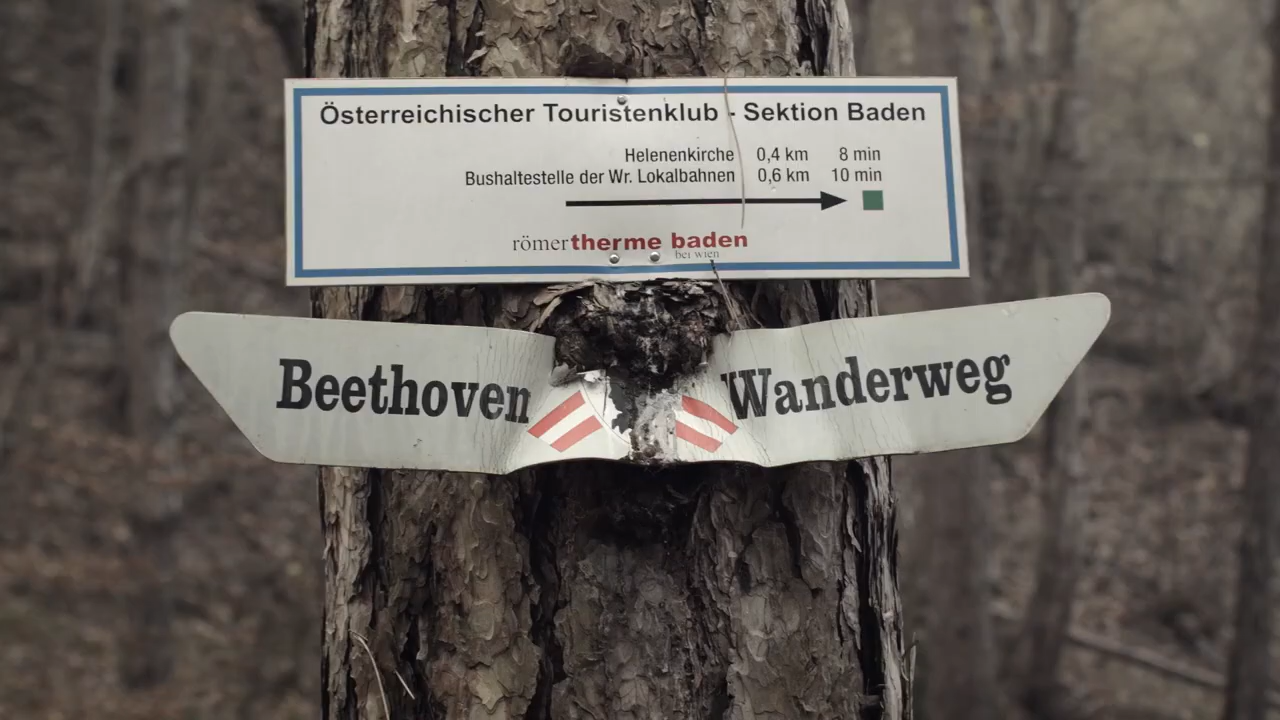 Österreichischer Touristenklub - Sektion Baden
Helenenkirche 0,4 km 8 min
Bushaltestelle der Wr. Lokalbahnen 0,6 km 10 min
römertherme baden
bei wien
Beethoven Wanderweg